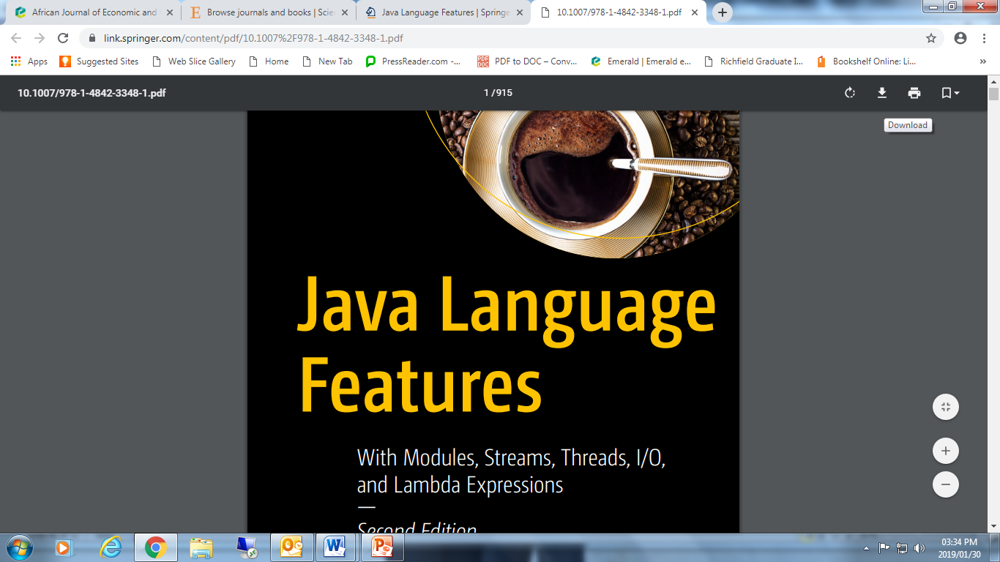 African Journal of Economic and
Browse journals and books | Scie
Java Language Features | Springe
10.1007/978-1-4842-3348-1.pdf
link.springer.com/content/pdf/10.1007%2F978-1-4842-3348-1.pdf
Apps
Suggested Sites
Web Slice Gallery
Home
New Tab
PressReader.com -...
PDF to DOC – Conv...
Emerald | Emerald e...
Richfield Graduate I...
Bookshelf Online: Li...
»
10.1007/978-1-4842-3348-1.pdf
1 / 915
Download
Java Language
Features
With Modules, Streams, Threads, I/O,
and Lambda Expressions
—
Second Edition
03:34 PM
2019/01/30